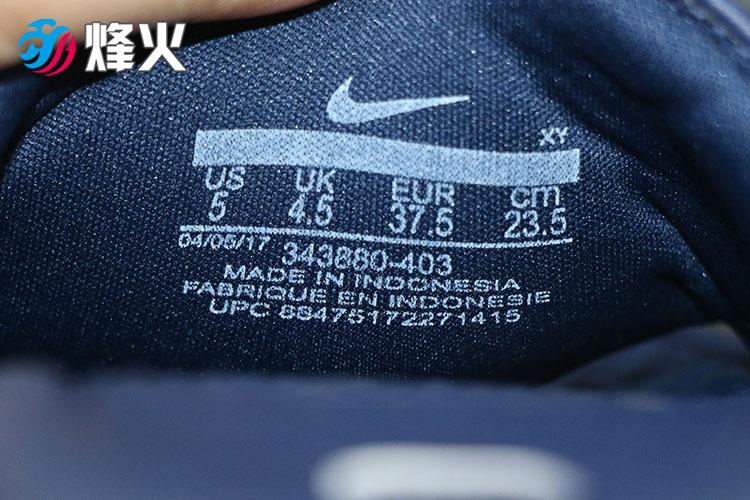 烽火
XY
US UK EUR cm
5 4.5 37.5 23.5
04/05/17 343880-403
MADE IN INDONESIA
FABRIQUE EN INDONESIE
UPC 884751722714​15